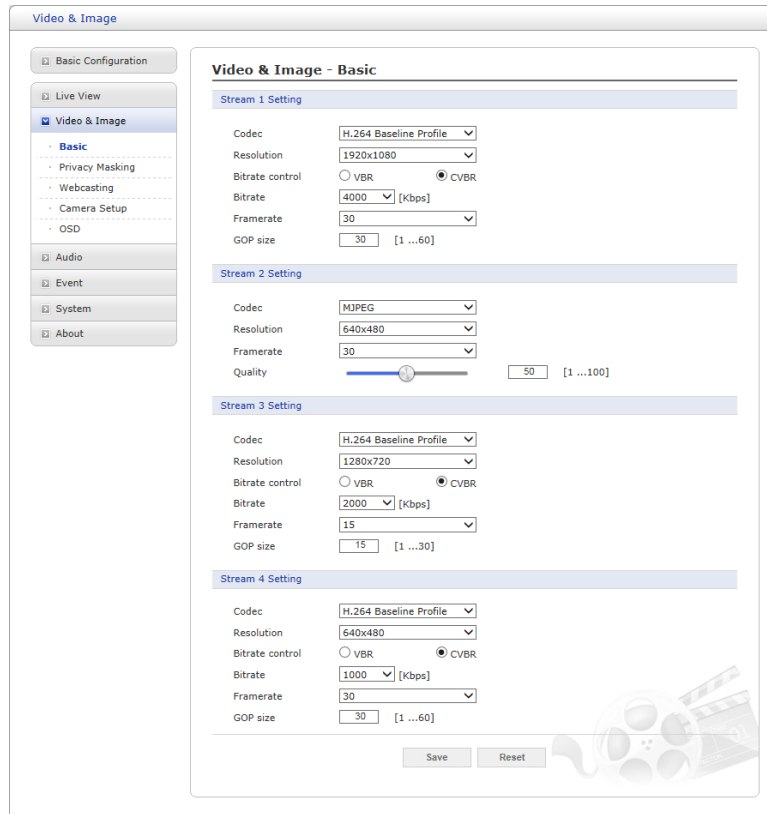 Video & Image
Basic Configuration
Live View
Video & Image
Basic
Privacy Masking
Webcasting
Camera Setup
OSD
Audio
Event
System
About
Video & Image - Basic
Stream 1 Setting
Codec H.264 Baseline Profile
Resolution 1920x1080
Bitrate control VBR CVBR
Bitrate 4000 [Kbps]
Framerate 30
GOP size 30 [1 ...60]
Stream 2 Setting
Codec MJPEG
Resolution 640x480
Framerate 30
Quality 50 [1 ...100]
Stream 3 Setting
Codec H.264 Baseline Profile
Resolution 1280x720
Bitrate control VBR CVBR
Bitrate 2000 [Kbps]
Framerate 15
GOP size 15 [1 ...30]
Stream 4 Setting
Codec H.264 Baseline Profile
Resolution 640x480
Bitrate control VBR CVBR
Bitrate 1000 [Kbps]
Framerate 30
GOP size 30 [1 ...60]
01
Save Reset